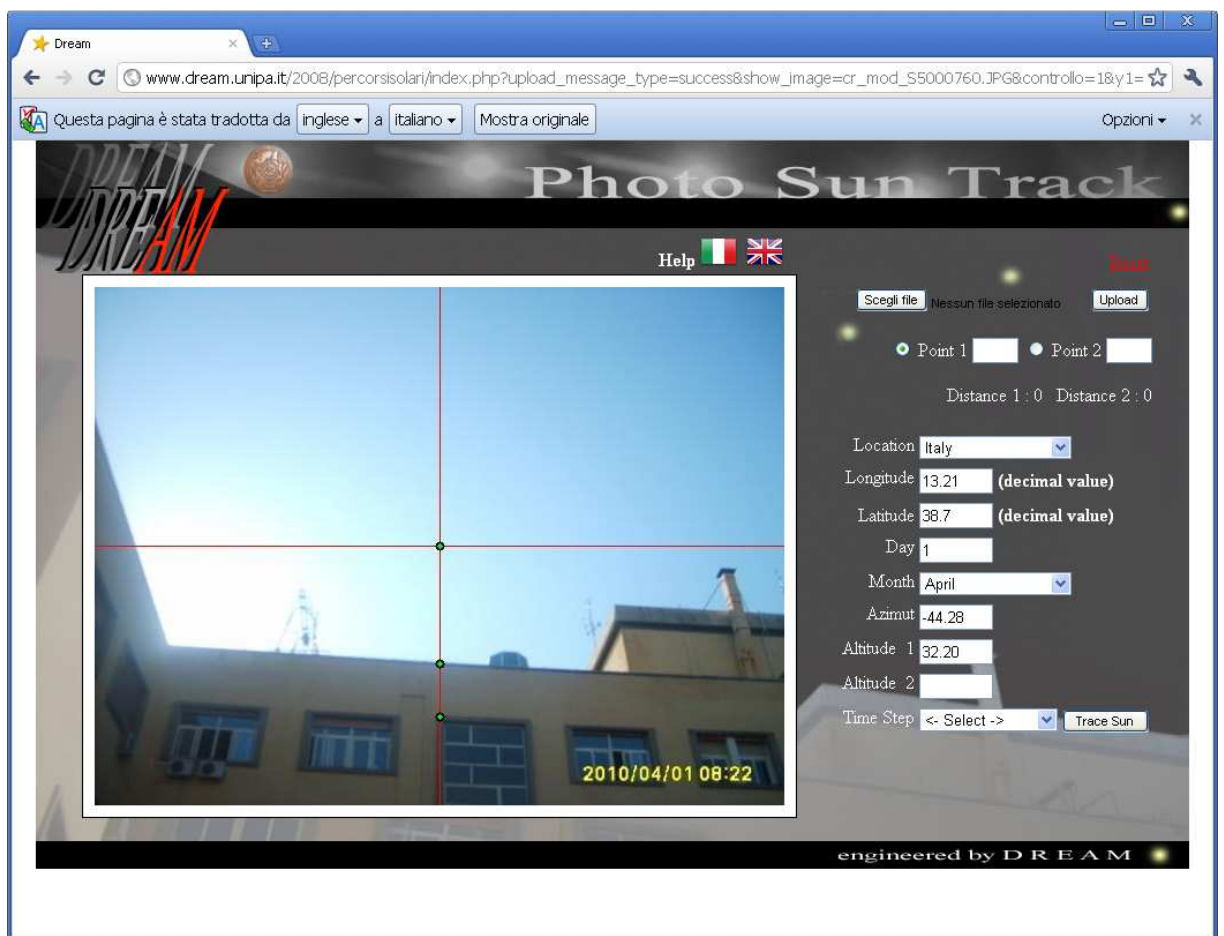 Dream
www.dream.unipa.it/2008/percorsisolari/index.php?upload_message_type=success&show_image=cr_mod_S5000760.JPG&controllo=1&y1=
Questa pagina è stata tradotta da inglese a italiano Mostra originale Opzioni
DREAM
DREAM
Photo Sun Track
Help
Scegli file Nessun file selezionato Upload
Point 1 Point 2
Distance 1 : 0 Distance 2 : 0
Location Italy
Longitude 13.21 (decimal value)
Latitude 38.7 (decimal value)
Day 1
Month April
Azimut -44.28
Altitude 1 32.20
Altitude 2
Time Step <- Select -> Trace Sun
2010/04/01 08:22
engineered by D R E A M